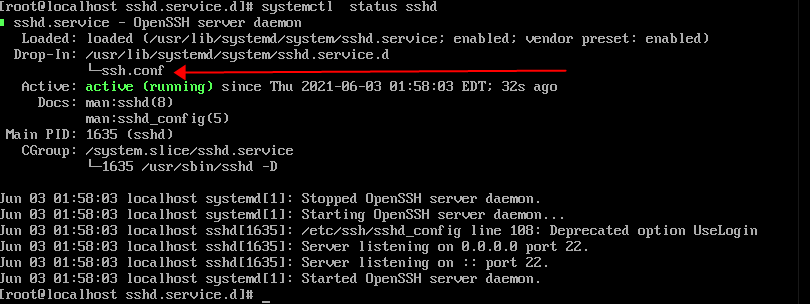 [root@localhost sshd.service.d]# systemctl  status sshd
■ sshd.service - OpenSSH server daemon
   Loaded: loaded (/usr/lib/systemd/system/sshd.service; enabled; vendor preset: enabled)
  Drop-In: /usr/lib/systemd/system/sshd.service.d
           └─ssh.conf
   Active: active (running) since Thu 2021-06-03 01:58:03 EDT; 32s ago
     Docs: man:sshd(8)
           man:sshd_config(5)
 Main PID: 1635 (sshd)
   CGroup: /system.slice/sshd.service
           └─1635 /usr/sbin/sshd -D
Jun 03 01:58:03 localhost systemd[1]: Stopped OpenSSH server daemon.
Jun 03 01:58:03 localhost systemd[1]: Starting OpenSSH server daemon...
Jun 03 01:58:03 localhost sshd[1635]: /etc/ssh/sshd_config line 108: Deprecated option UseLogin
Jun 03 01:58:03 localhost sshd[1635]: Server listening on 0.0.0.0 port 22.
Jun 03 01:58:03 localhost sshd[1635]: Server listening on :: port 22.
Jun 03 01:58:03 localhost systemd[1]: Started OpenSSH server daemon.
[root@localhost sshd.service.d]# _